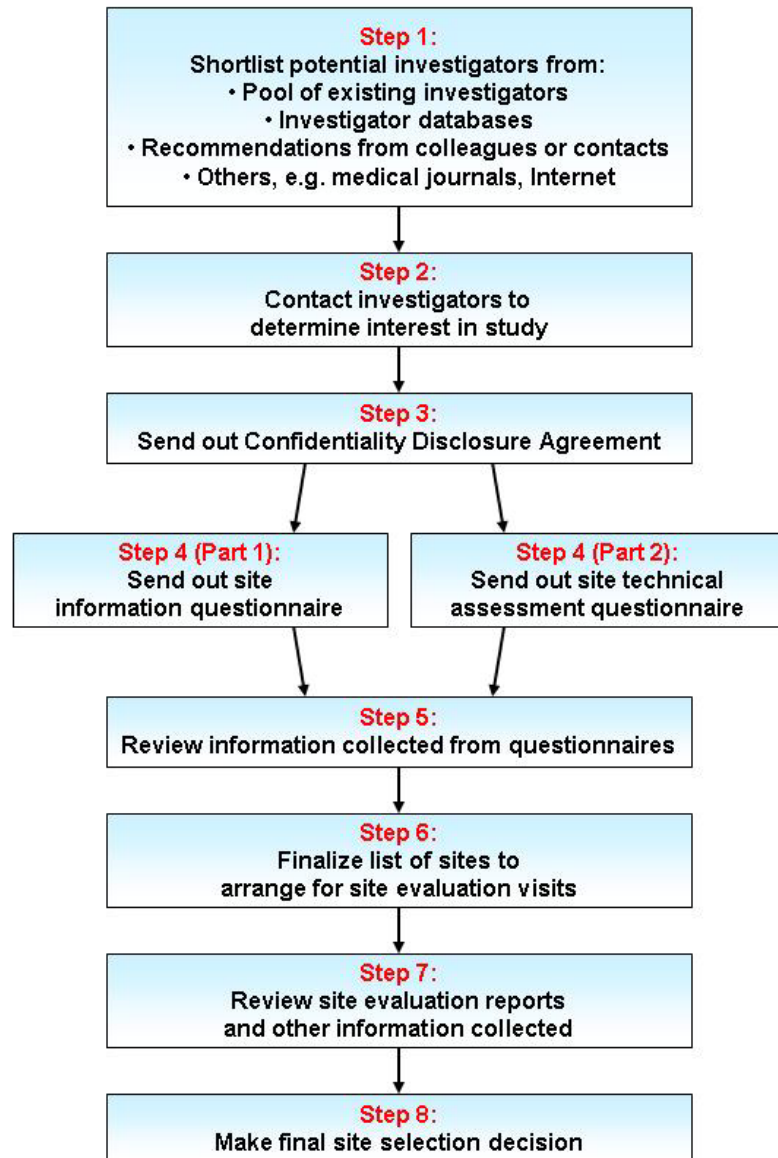 Step 1:
Shortlist potential investigators from:
• Pool of existing investigators
• Investigator databases
• Recommendations from colleagues or contacts
• Others, e.g. medical journals, Internet
Step 2:
Contact investigators to
determine interest in study
Step 3:
Send out Confidentiality Disclosure Agreement
Step 4 (Part 1):
Send out site
information questionnaire
Step 4 (Part 2):
Send out site technical
assessment questionnaire
Step 5:
Review information collected from questionnaires
Step 6:
Finalize list of sites to
arrange for site evaluation visits
Step 7:
Review site evaluation reports
and other information collected
Step 8:
Make final site selection decision